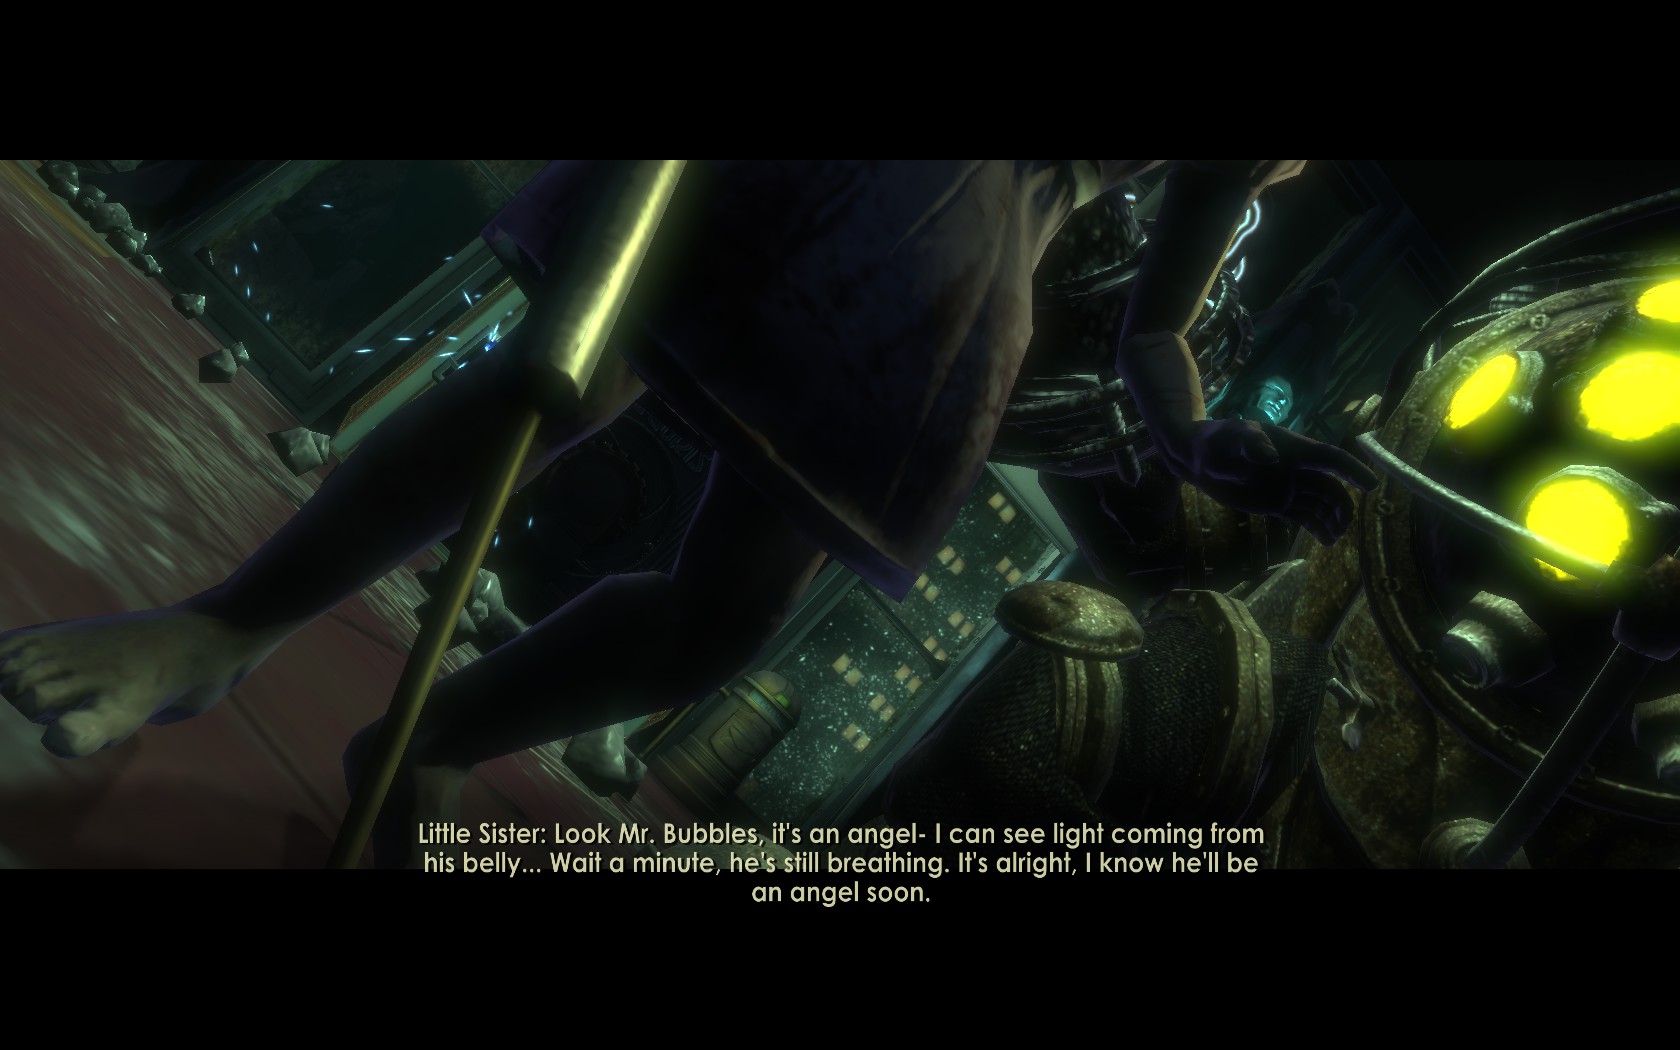 Little Sister: Look Mr. Bubbles, it's an angel- I can see light coming from
his belly... Wait a minute, he's still breathing. It's alright, I know he'll be
an angel soon.